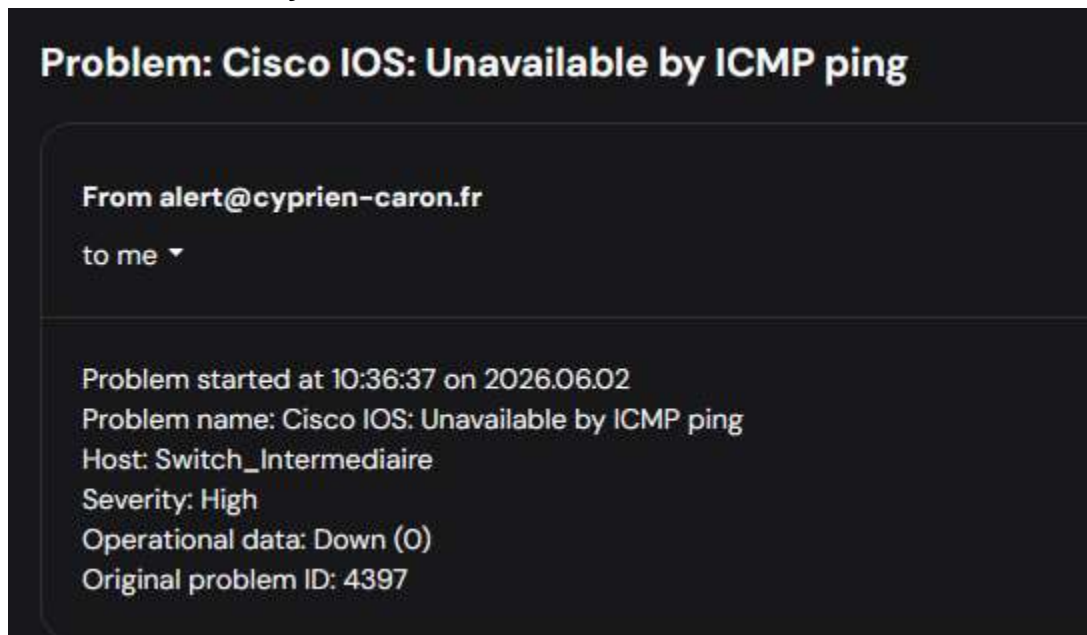 Problem: Cisco IOS: Unavailable by ICMP ping
From alert@cyprien-caron.fr
to me
Problem started at 10:36:37 on 2026.06.02
Problem name: Cisco IOS: Unavailable by ICMP ping
Host: Switch_Intermediaire
Severity: High
Operational data: Down (0)
Original problem ID: 4397